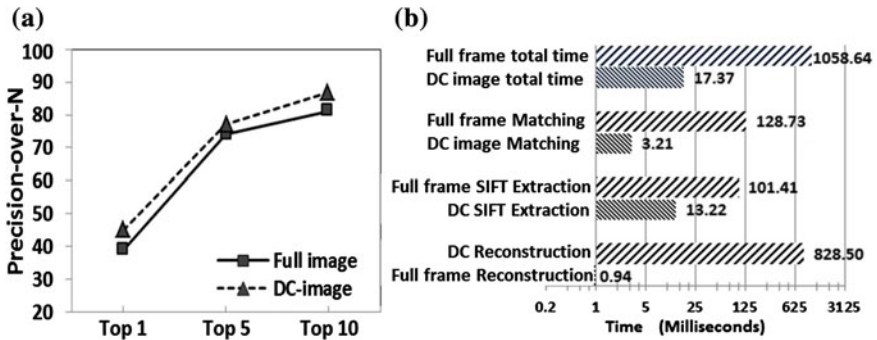 (a)
Precision-over-N
100
90
80
70
60
50
40
30
20
Full image
DC-image
Top 1 Top 5 Top 10
(b)
Full frame total time 1058.64
DC image total time 17.37
Full frame Matching 128.73
DC image Matching 3.21
Full frame SIFT Extraction 101.41
DC SIFT Extraction 13.22
DC Reconstruction 828.50
Full frame Reconstruction 0.94
0.2 1 5 25 125 625 3125
Time (Milliseconds)